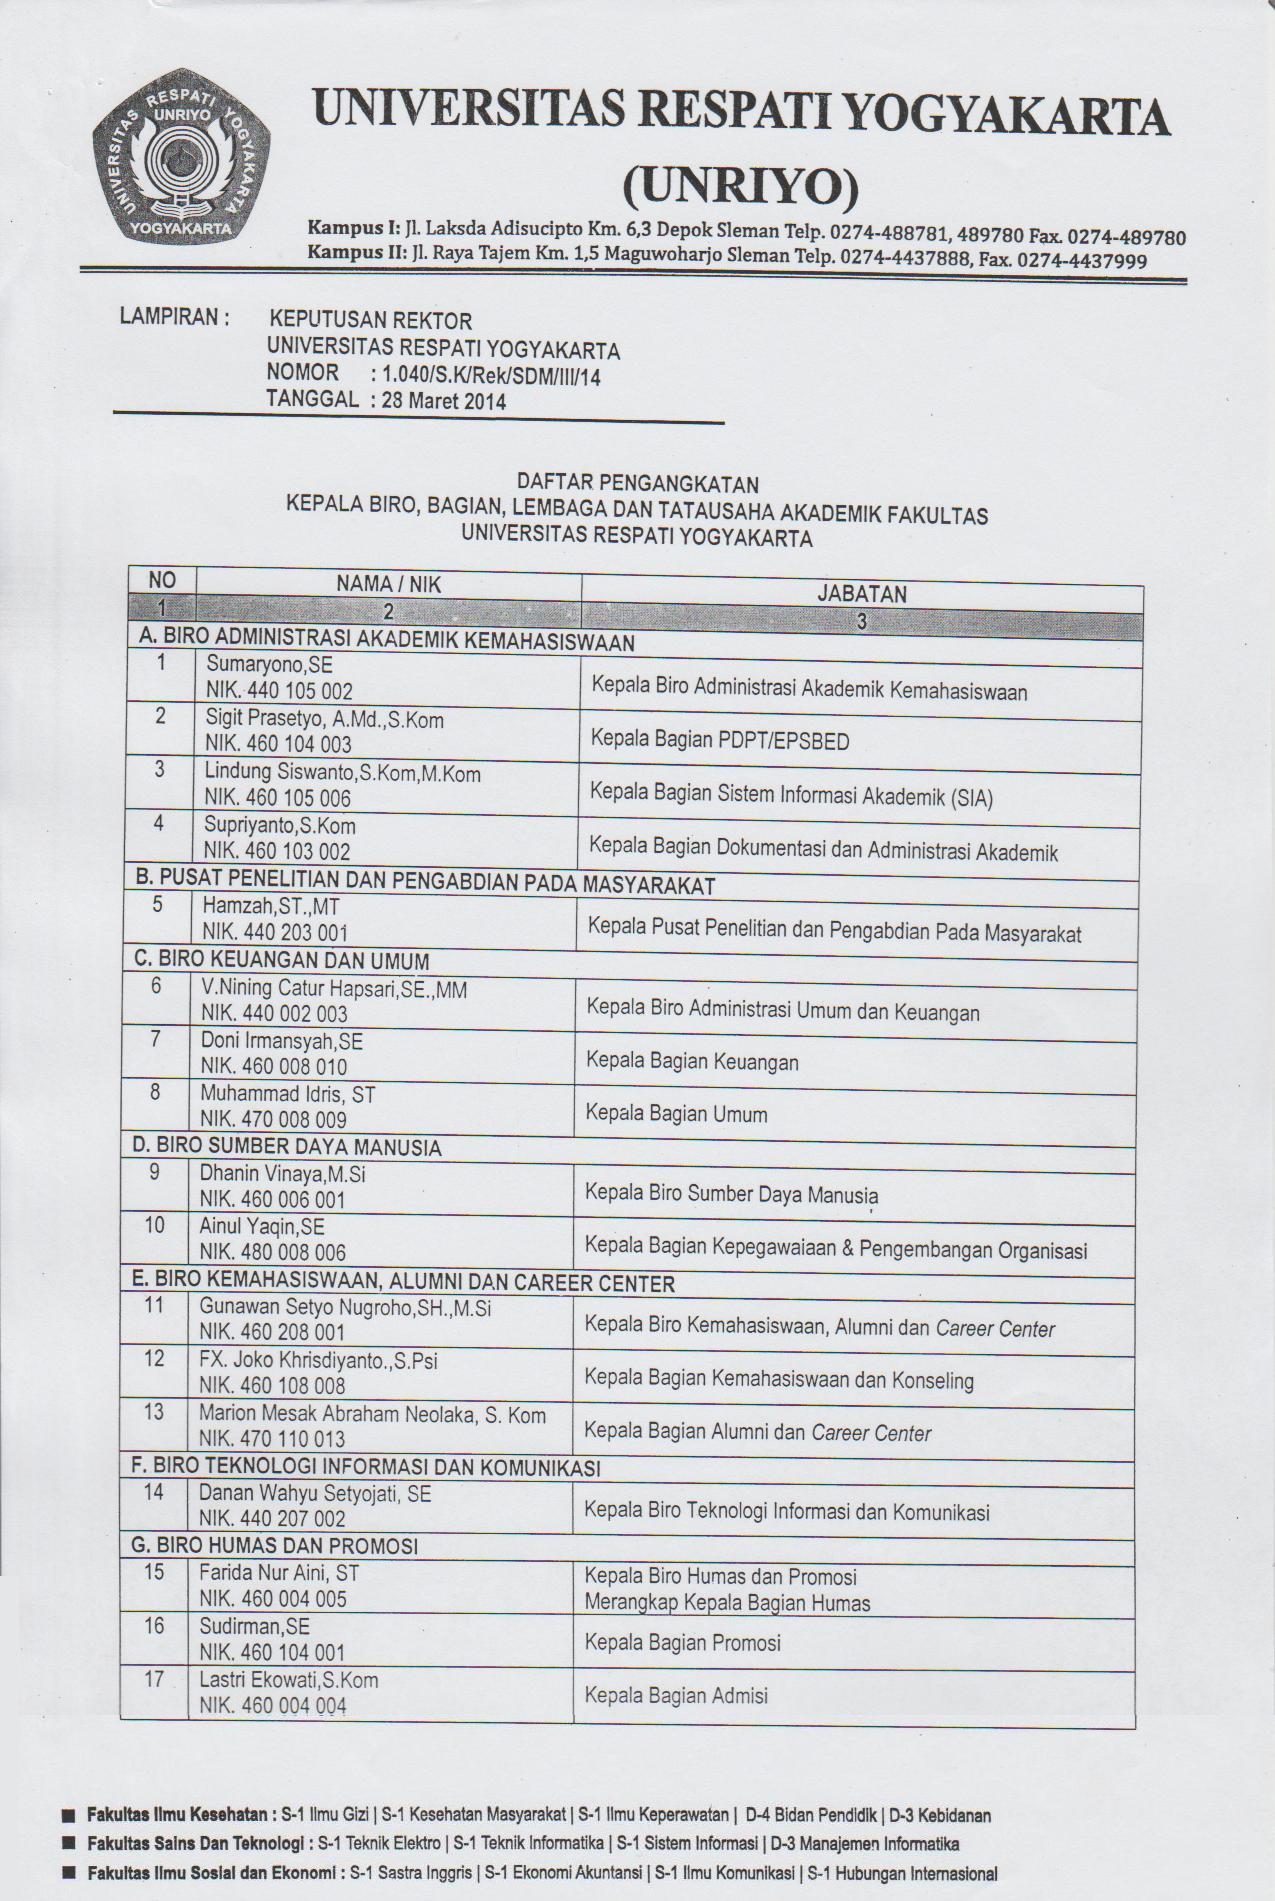 UNIVERSITAS RESPATI YOGYAKARTA
UNRIYO
YOGYAKARTA
UNIVERSITAS RESPATI YOGYAKARTA
(UNRIYO)
Kampus I: Jl. Laksda Adisucipto Km. 6,3 Depok Sleman Telp. 0274-488781, 489780 Fax. 0274-489780
Kampus II: Jl. Raya Tajem Km. 1,5 Maguwoharjo Sleman Telp. 0274-4437888, Fax. 0274-4437999
LAMPIRAN : KEPUTUSAN REKTOR
UNIVERSITAS RESPATI YOGYAKARTA
NOMOR : 1.040/S.K/Rek/SDM/III/14
TANGGAL : 28 Maret 2014
DAFTAR PENGANGKATAN
KEPALA BIRO, BAGIAN, LEMBAGA DAN TATAUSAHA AKADEMIK FAKULTAS
UNIVERSITAS RESPATI YOGYAKARTA
NO NAMA / NIK JABATAN
1 2 3
A. BIRO ADMINISTRASI AKADEMIK KEMAHASISWAAN
1 Sumaryono,SE
NIK. 440 105 002 Kepala Biro Administrasi Akademik Kemahasiswaan
2 Sigit Prasetyo, A.Md.,S.Kom
NIK. 460 104 003 Kepala Bagian PDPT/EPSBED
3 Lindung Siswanto,S.Kom,M.Kom
NIK. 460 105 006 Kepala Bagian Sistem Informasi Akademik (SIA)
4 Supriyanto,S.Kom
NIK. 460 103 002 Kepala Bagian Dokumentasi dan Administrasi Akademik
B. PUSAT PENELITIAN DAN PENGABDIAN PADA MASYARAKAT
5 Hamzah,ST.,MT
NIK. 440 203 001 Kepala Pusat Penelitian dan Pengabdian Pada Masyarakat
C. BIRO KEUANGAN DAN UMUM
6 V.Nining Catur Hapsari,SE.,MM
NIK. 440 002 003 Kepala Biro Administrasi Umum dan Keuangan
7 Doni Irmansyah,SE
NIK. 460 008 010 Kepala Bagian Keuangan
8 Muhammad Idris, ST
NIK. 470 008 009 Kepala Bagian Umum
D. BIRO SUMBER DAYA MANUSIA
9 Dhanin Vinaya,M.Si
NIK. 460 006 001 Kepala Biro Sumber Daya Manusia
10 Ainul Yaqin,SE
NIK. 480 008 006 Kepala Bagian Kepegawaiaan & Pengembangan Organisasi
E. BIRO KEMAHASISWAAN, ALUMNI DAN CAREER CENTER
11 Gunawan Setyo Nugroho,SH.,M.Si
NIK. 460 208 001 Kepala Biro Kemahasiswaan, Alumni dan Career Center
12 FX. Joko Khrisdiyanto.,S.Psi
NIK. 460 108 008 Kepala Bagian Kemahasiswaan dan Konseling
13 Marion Mesak Abraham Neolaka, S. Kom
NIK. 470 110 013 Kepala Bagian Alumni dan Career Center
F. BIRO TEKNOLOGI INFORMASI DAN KOMUNIKASI
14 Danan Wahyu Setyojati, SE
NIK. 440 207 002 Kepala Biro Teknologi Informasi dan Komunikasi
G. BIRO HUMAS DAN PROMOSI
15 Farida Nur Aini, ST Kepala Biro Humas dan Promosi
NIK. 460 004 005 Merangkap Kepala Bagian Humas
16 Sudirman,SE
NIK. 460 104 001 Kepala Bagian Promosi
17 Lastri Ekowati,S.Kom
NIK. 460 004 004 Kepala Bagian Admisi
■ Fakultas Ilmu Kesehatan : S-1 Ilmu Gizi | S-1 Kesehatan Masyarakat | S-1 Ilmu Keperawatan | D-4 Bidan Pendidik | D-3 Kebidanan
■ Fakultas Sains Dan Teknologi : S-1 Teknik Elektro | S-1 Teknik Informatika | S-1 Sistem Informasi | D-3 Manajemen Informatika
■ Fakultas Ilmu Sosial dan Ekonomi : S-1 Sastra Inggris | S-1 Ekonomi Akuntansi | S-1 Ilmu Komunikasi | S-1 Hubungan Internasional